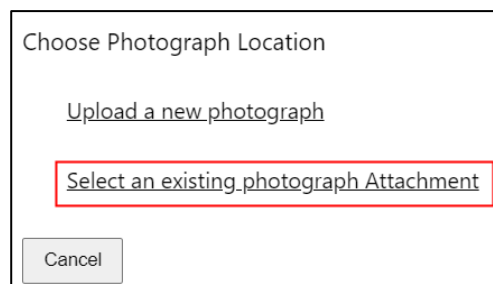 Choose Photograph Location
Upload a new photograph
Select an existing photograph Attachment
Cancel